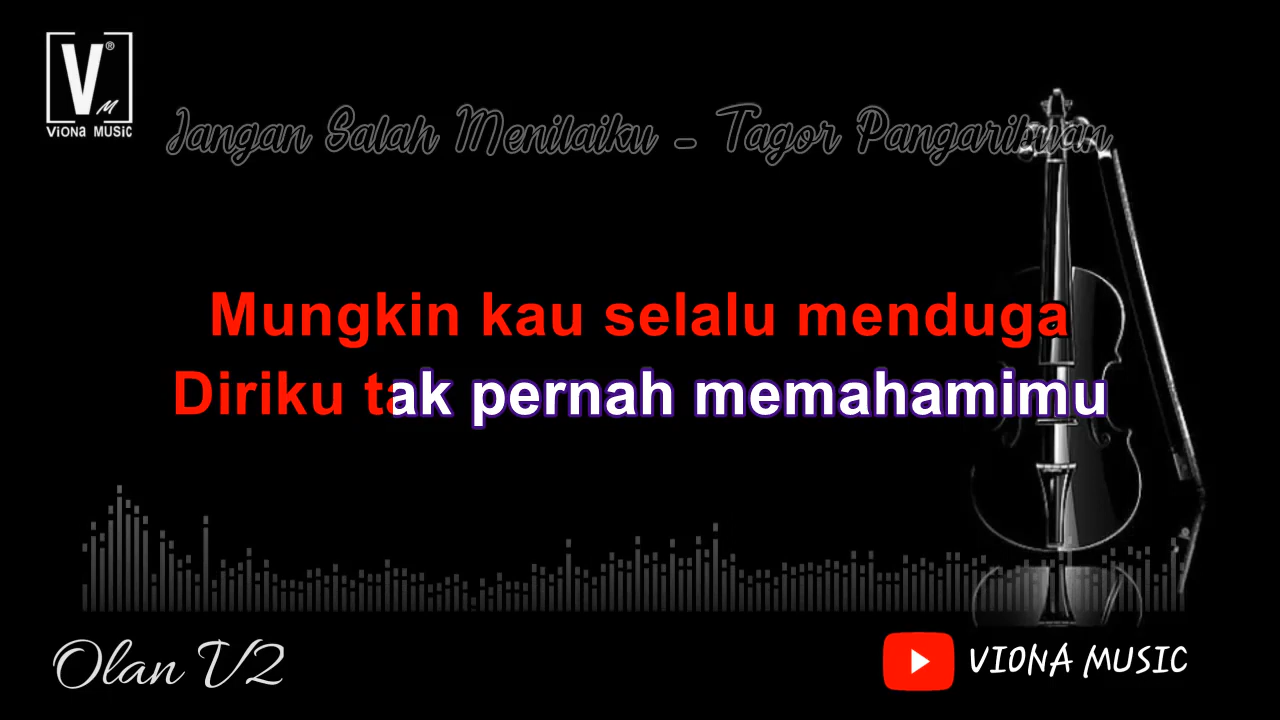 V®
M
ViONa MUSiC
Jangan Salah Menilaiku - Tagor Pangaribuan
Mungkin kau selalu menduga
Diriku tak pernah memahamimu
Olan V2
VIONA MUSIC